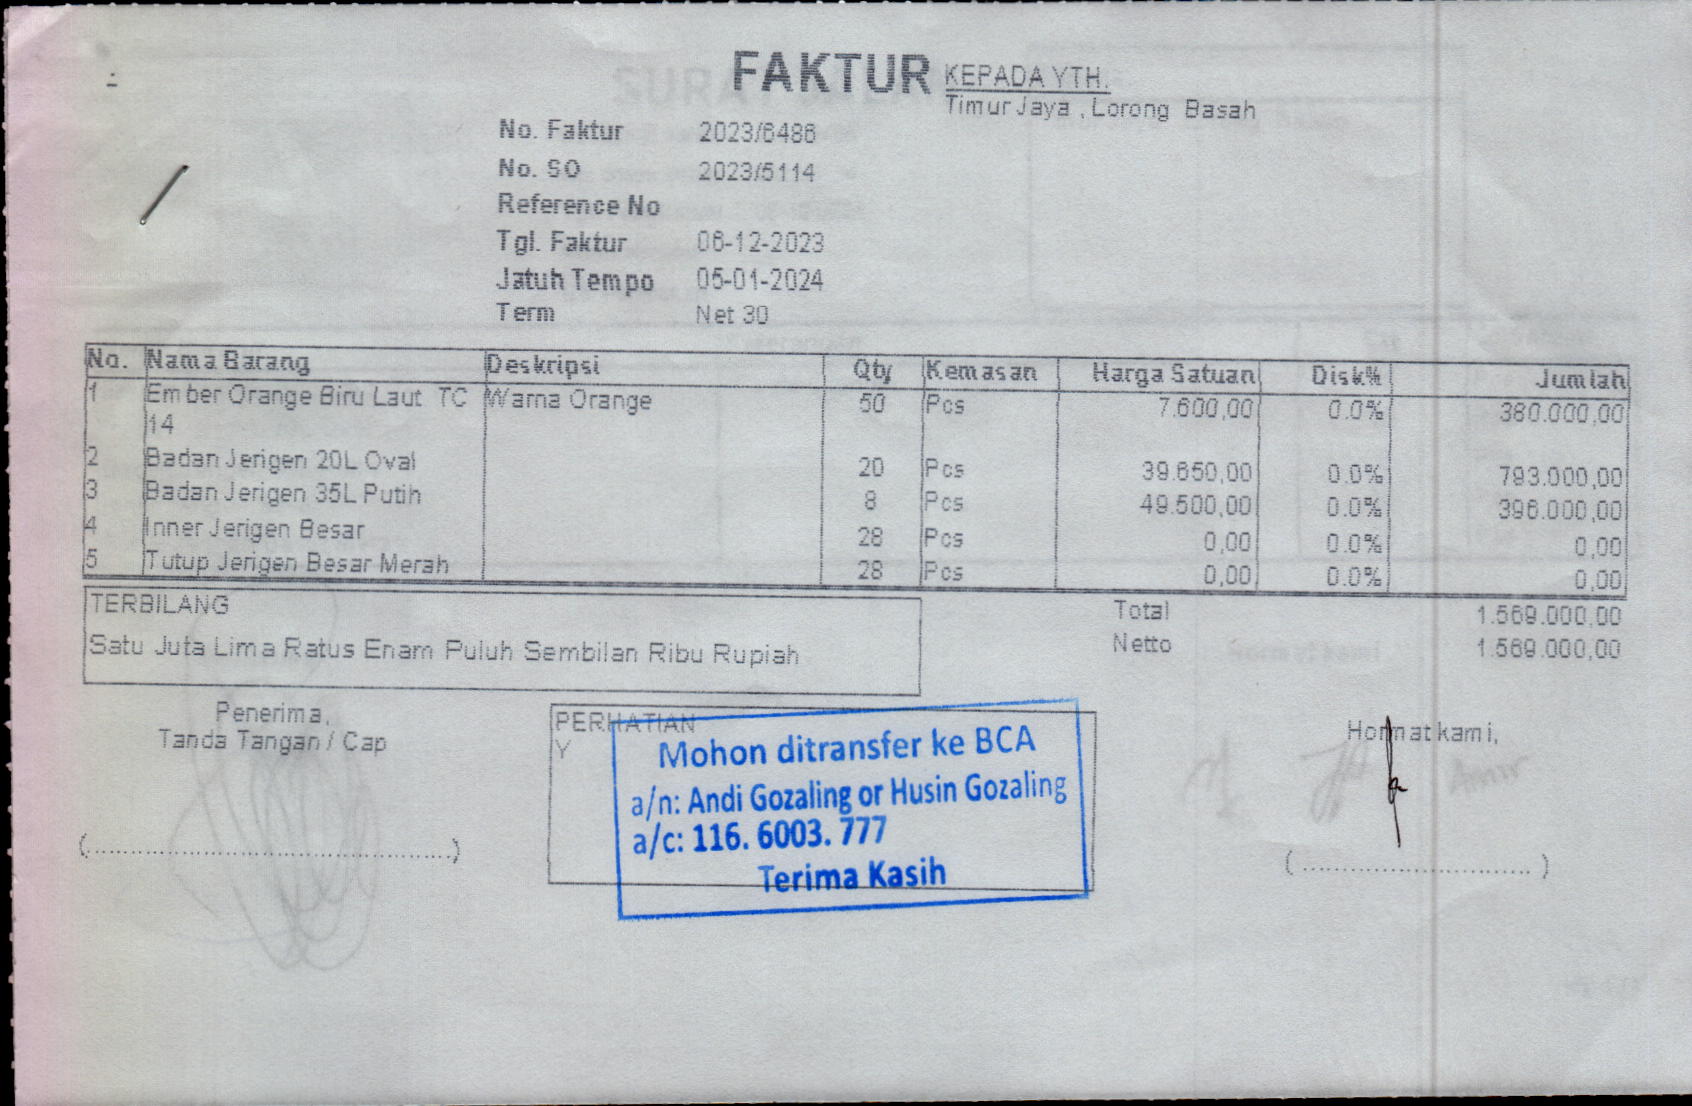 FAKTUR
KEPADA YTH.
Timur Jaya , Lorong Basah
No. Faktur 2023/6486
No. SO 2023/5114
Reference No
Tgl. Faktur 06-12-2023
Jatuh Tempo 05-01-2024
Term Net 30
No. Nama Barang Deskripsi Qty Kemasan Harga Satuan Disk% Jumlah
1 Ember Orange Biru Laut TC Warna Orange 50 Pcs 7.600,00 0.0% 380.000,00
14
2 Badan Jerigen 20L Oval 20 Pcs 39.650,00 0.0% 793.000,00
3 Badan Jerigen 35L Putih 8 Pcs 49.500,00 0.0% 396.000,00
4 Inner Jerigen Besar 28 Pcs 0,00 0.0% 0,00
5 Tutup Jerigen Besar Merah 28 Pcs 0,00 0.0% 0,00
TERBILANG
Satu Juta Lima Ratus Enam Puluh Sembilan Ribu Rupiah
Total 1.569.000,00
Netto 1.569.000,00
Penerima,
Tanda Tangan / Cap
(..................................................)
PERHATIAN
Y
Mohon ditransfer ke BCA
a/n: Andi Gozaling or Husin Gozaling
a/c: 116. 6003. 777
Terima Kasih
Hormat kami,
(..............................)